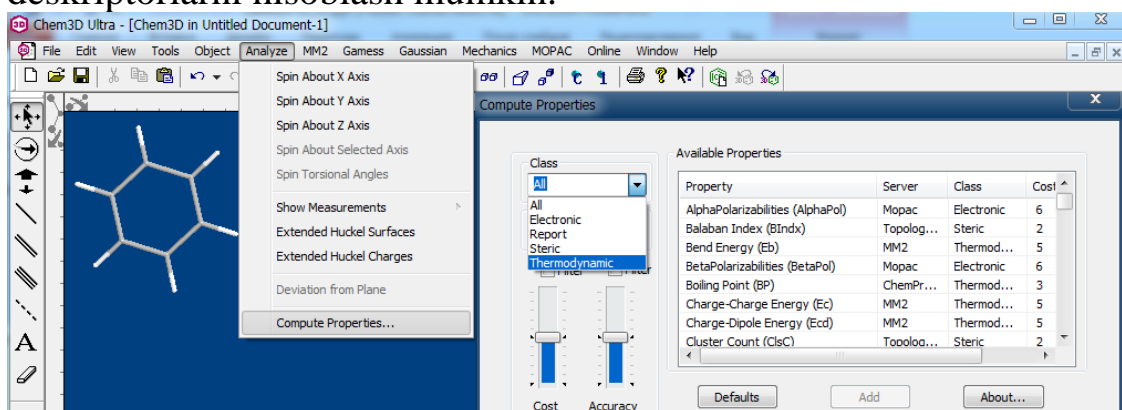 Chem3D Ultra - [Chem3D in Untitled Document-1]
File Edit View Tools Object Analyze MM2 Gamess Gaussian Mechanics MOPAC Online Window Help
Spin About X Axis
Spin About Y Axis
Spin About Z Axis
Spin About Selected Axis
Spin Torsional Angles
Show Measurements
Extended Huckel Surfaces
Extended Huckel Charges
Deviation from Plane
Compute Properties...
A
Compute Properties
Class
All
All
Electronic
Report
Steric
Thermodynamic
Filter Filter
Cost Accuracy
Available Properties
Property Server Class Cost
AlphaPolarizabilities (AlphaPol) Mopac Electronic 6
Balaban Index (BIndx) Topolog... Steric 2
Bend Energy (Eb) MM2 Thermod... 5
BetaPolarizabilities (BetaPol) Mopac Electronic 6
Boiling Point (BP) ChemPr... Thermod... 3
Charge-Charge Energy (Ec) MM2 Thermod... 5
Charge-Dipole Energy (Ecd) MM2 Thermod... 5
Cluster Count (ClsC) Topolog... Steric 2
Defaults Add About...